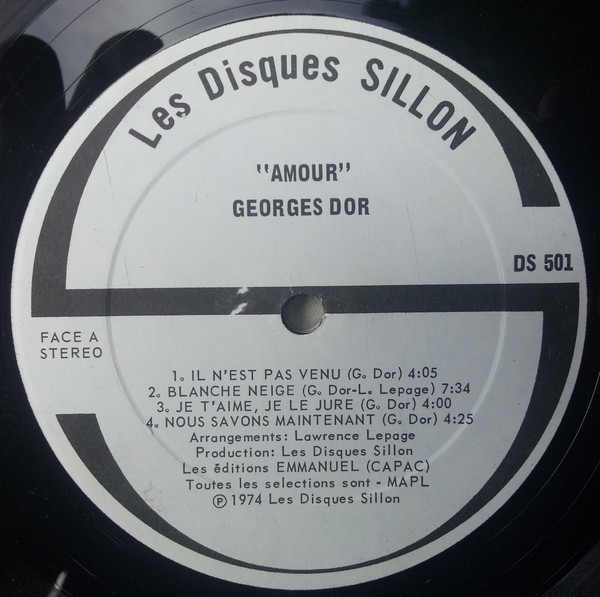 Les Disques SILLON
"AMOUR"
GEORGES DOR
DS 501
FACE A
STEREO
1. IL N'EST PAS VENU (G. Dor) 4:05
2. BLANCHE NEIGE (G. Dor-L. Lepage) 7:34
3. JE T'AIME, JE LE JURE (G. Dor) 4:00
4. NOUS SAVONS MAINTENANT (G. Dor) 4:25
Arrangements: Lawrence Lepage
Production: Les Disques Sillon
Les éditions EMMANUEL (CAPAC)
Toutes les selections sont - MAPL
℗ 1974 Les Disques Sillon